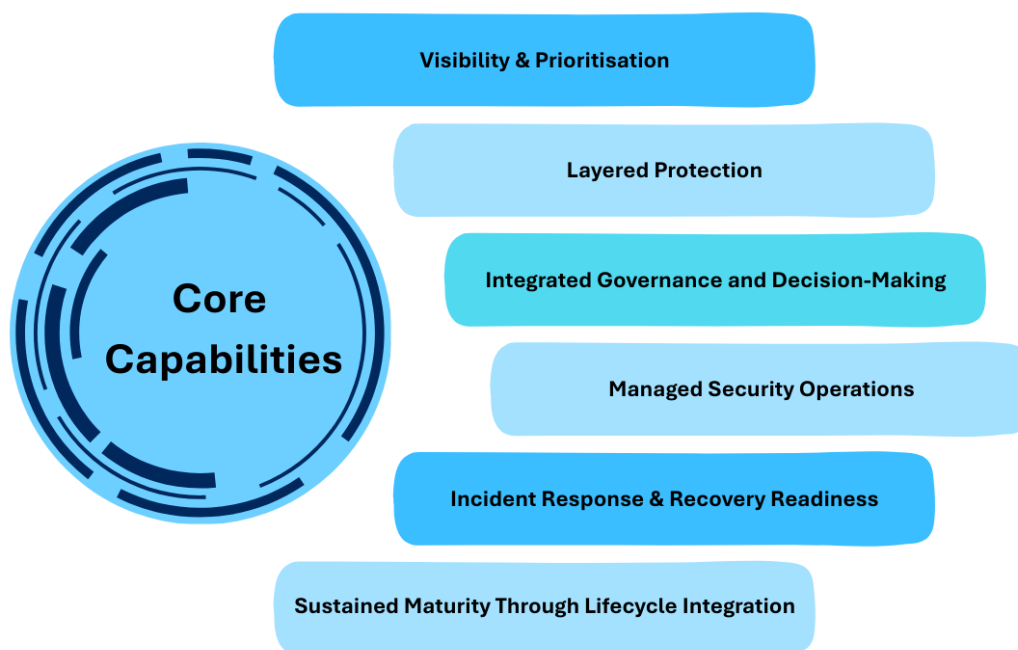 Visibility & Prioritisation
Layered Protection
Integrated Governance and Decision-Making
Core
Capabilities
Managed Security Operations
Incident Response & Recovery Readiness
Sustained Maturity Through Lifecycle Integration